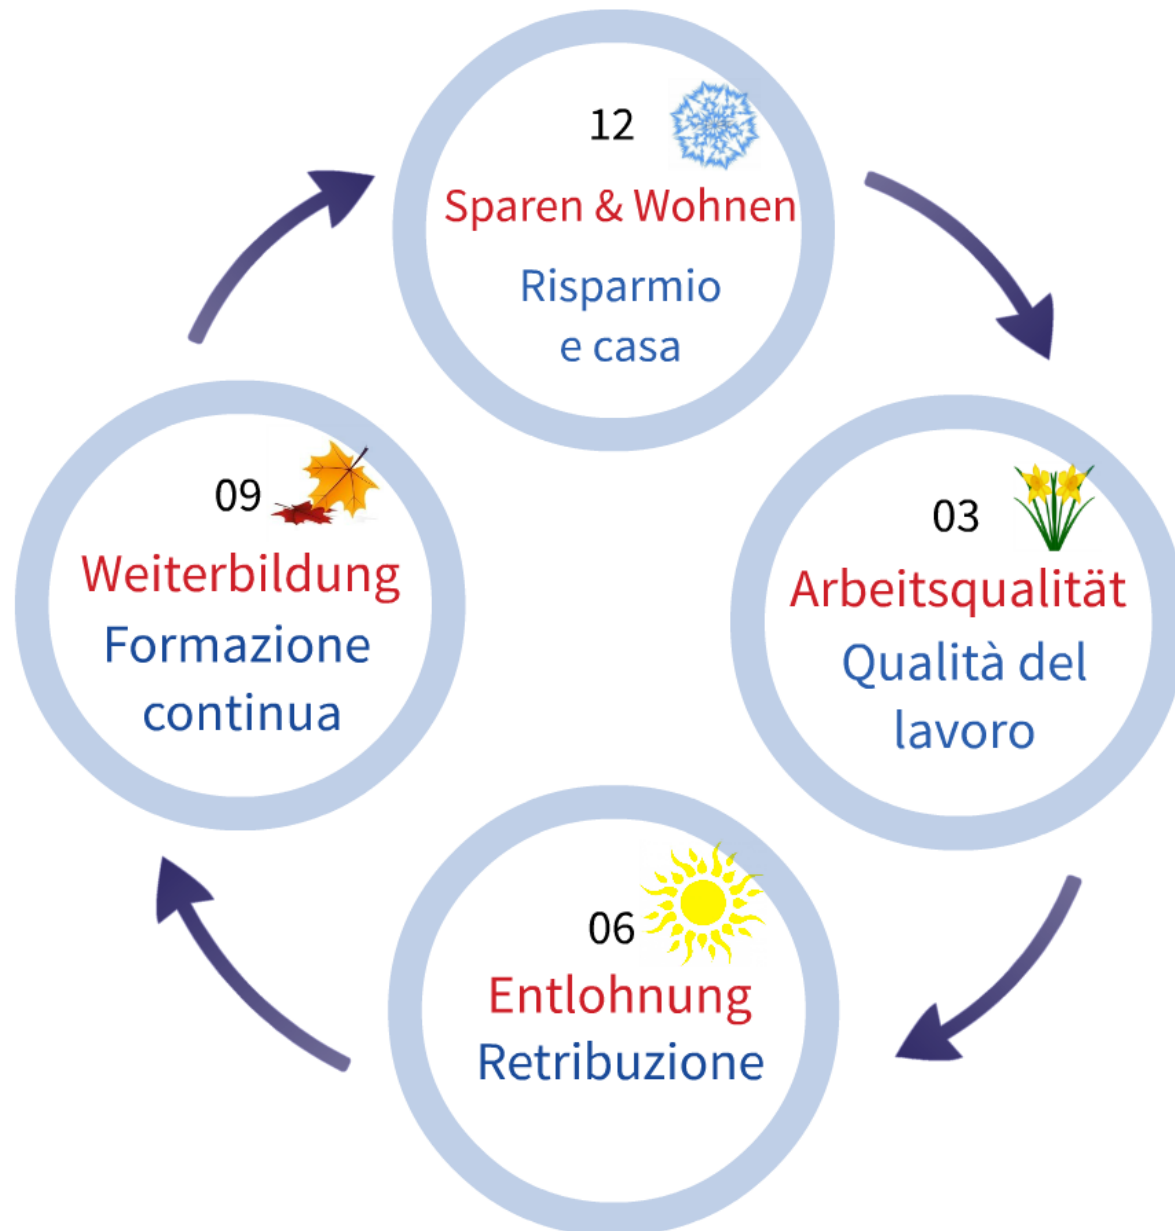 12
Sparen & Wohnen
Risparmio
e casa
09
Weiterbildung
Formazione
continua
03
Arbeitsqualität
Qualità del
lavoro
06
Entlohnung
Retribuzione